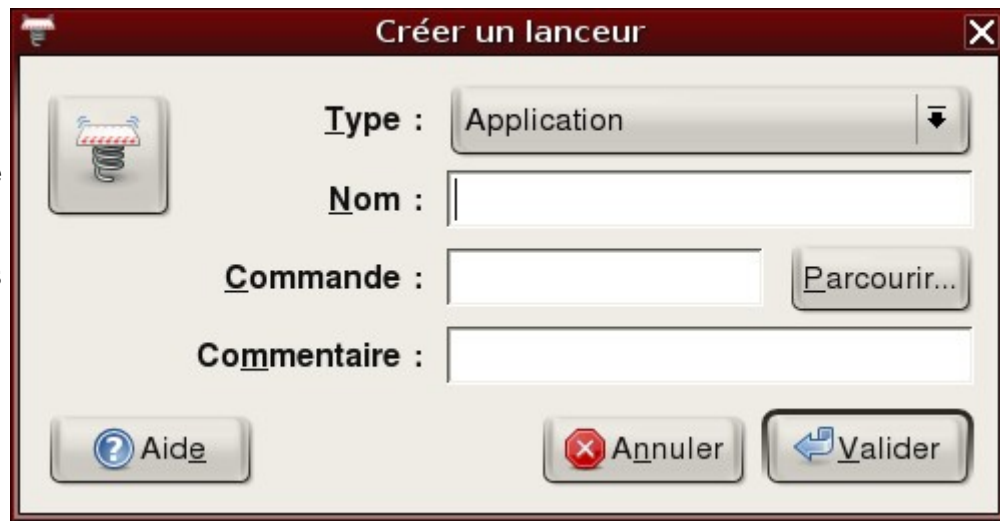 Créer un lanceur
Type :
Application
Nom :
Commande :
Parcourir...
Commentaire :
Aide
Annuler
Valider